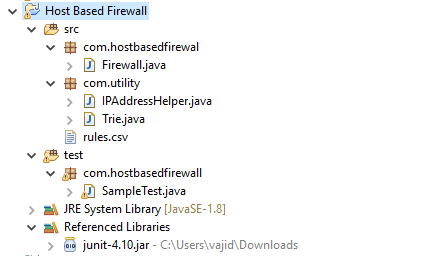 Host Based Firewall
src
com.hostbasedfirewal
Firewall.java
com.utility
IPAddressHelper.java
Trie.java
rules.csv
test
com.hostbasedfirewall
SampleTest.java
JRE System Library [JavaSE-1.8]
Referenced Libraries
junit-4.10.jar - C:\Users\vajid\Downloads